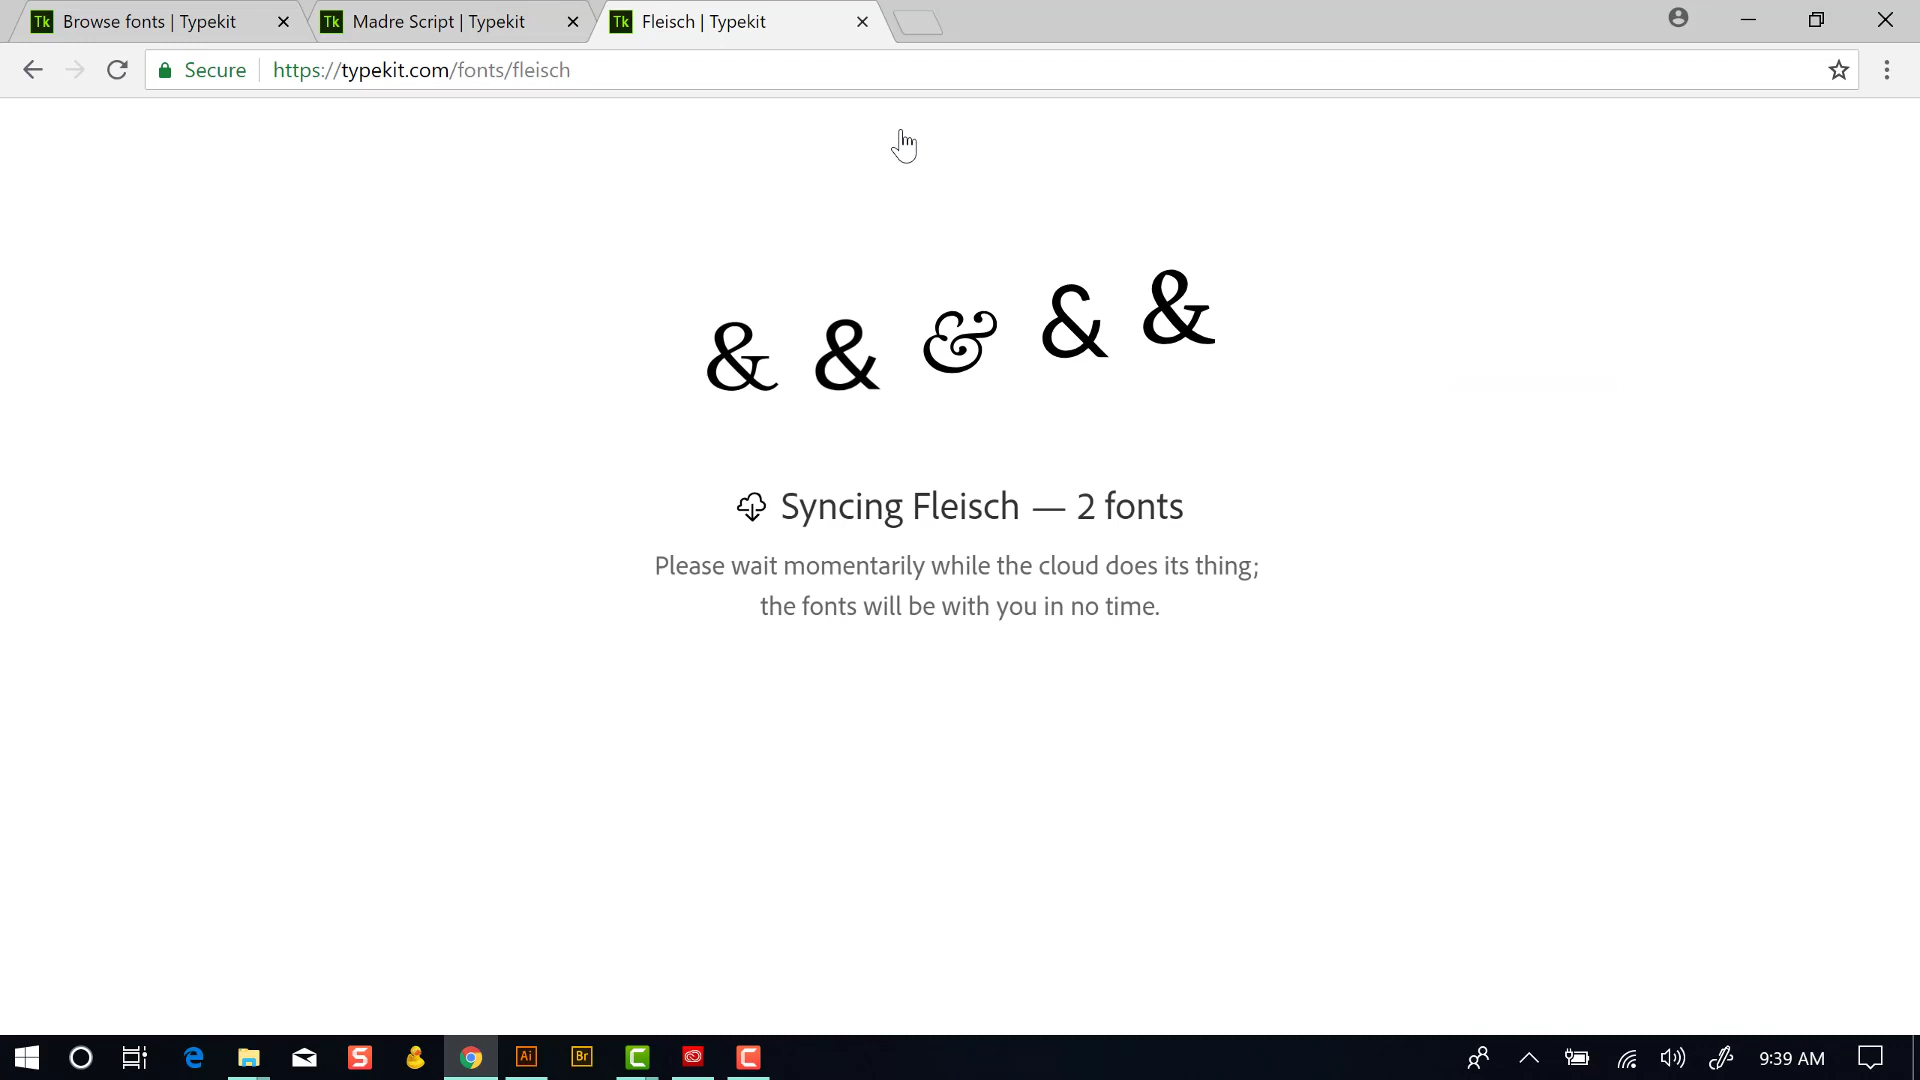 Tk Browse fonts | Typekit
Tk Madre Script | Typekit
Tk Fleisch | Typekit
Secure https://typekit.com/fonts/fleisch
& & & & &
Syncing Fleisch — 2 fonts
Please wait momentarily while the cloud does its thing;
the fonts will be with you in no time.
Ai Br 9:39 AM